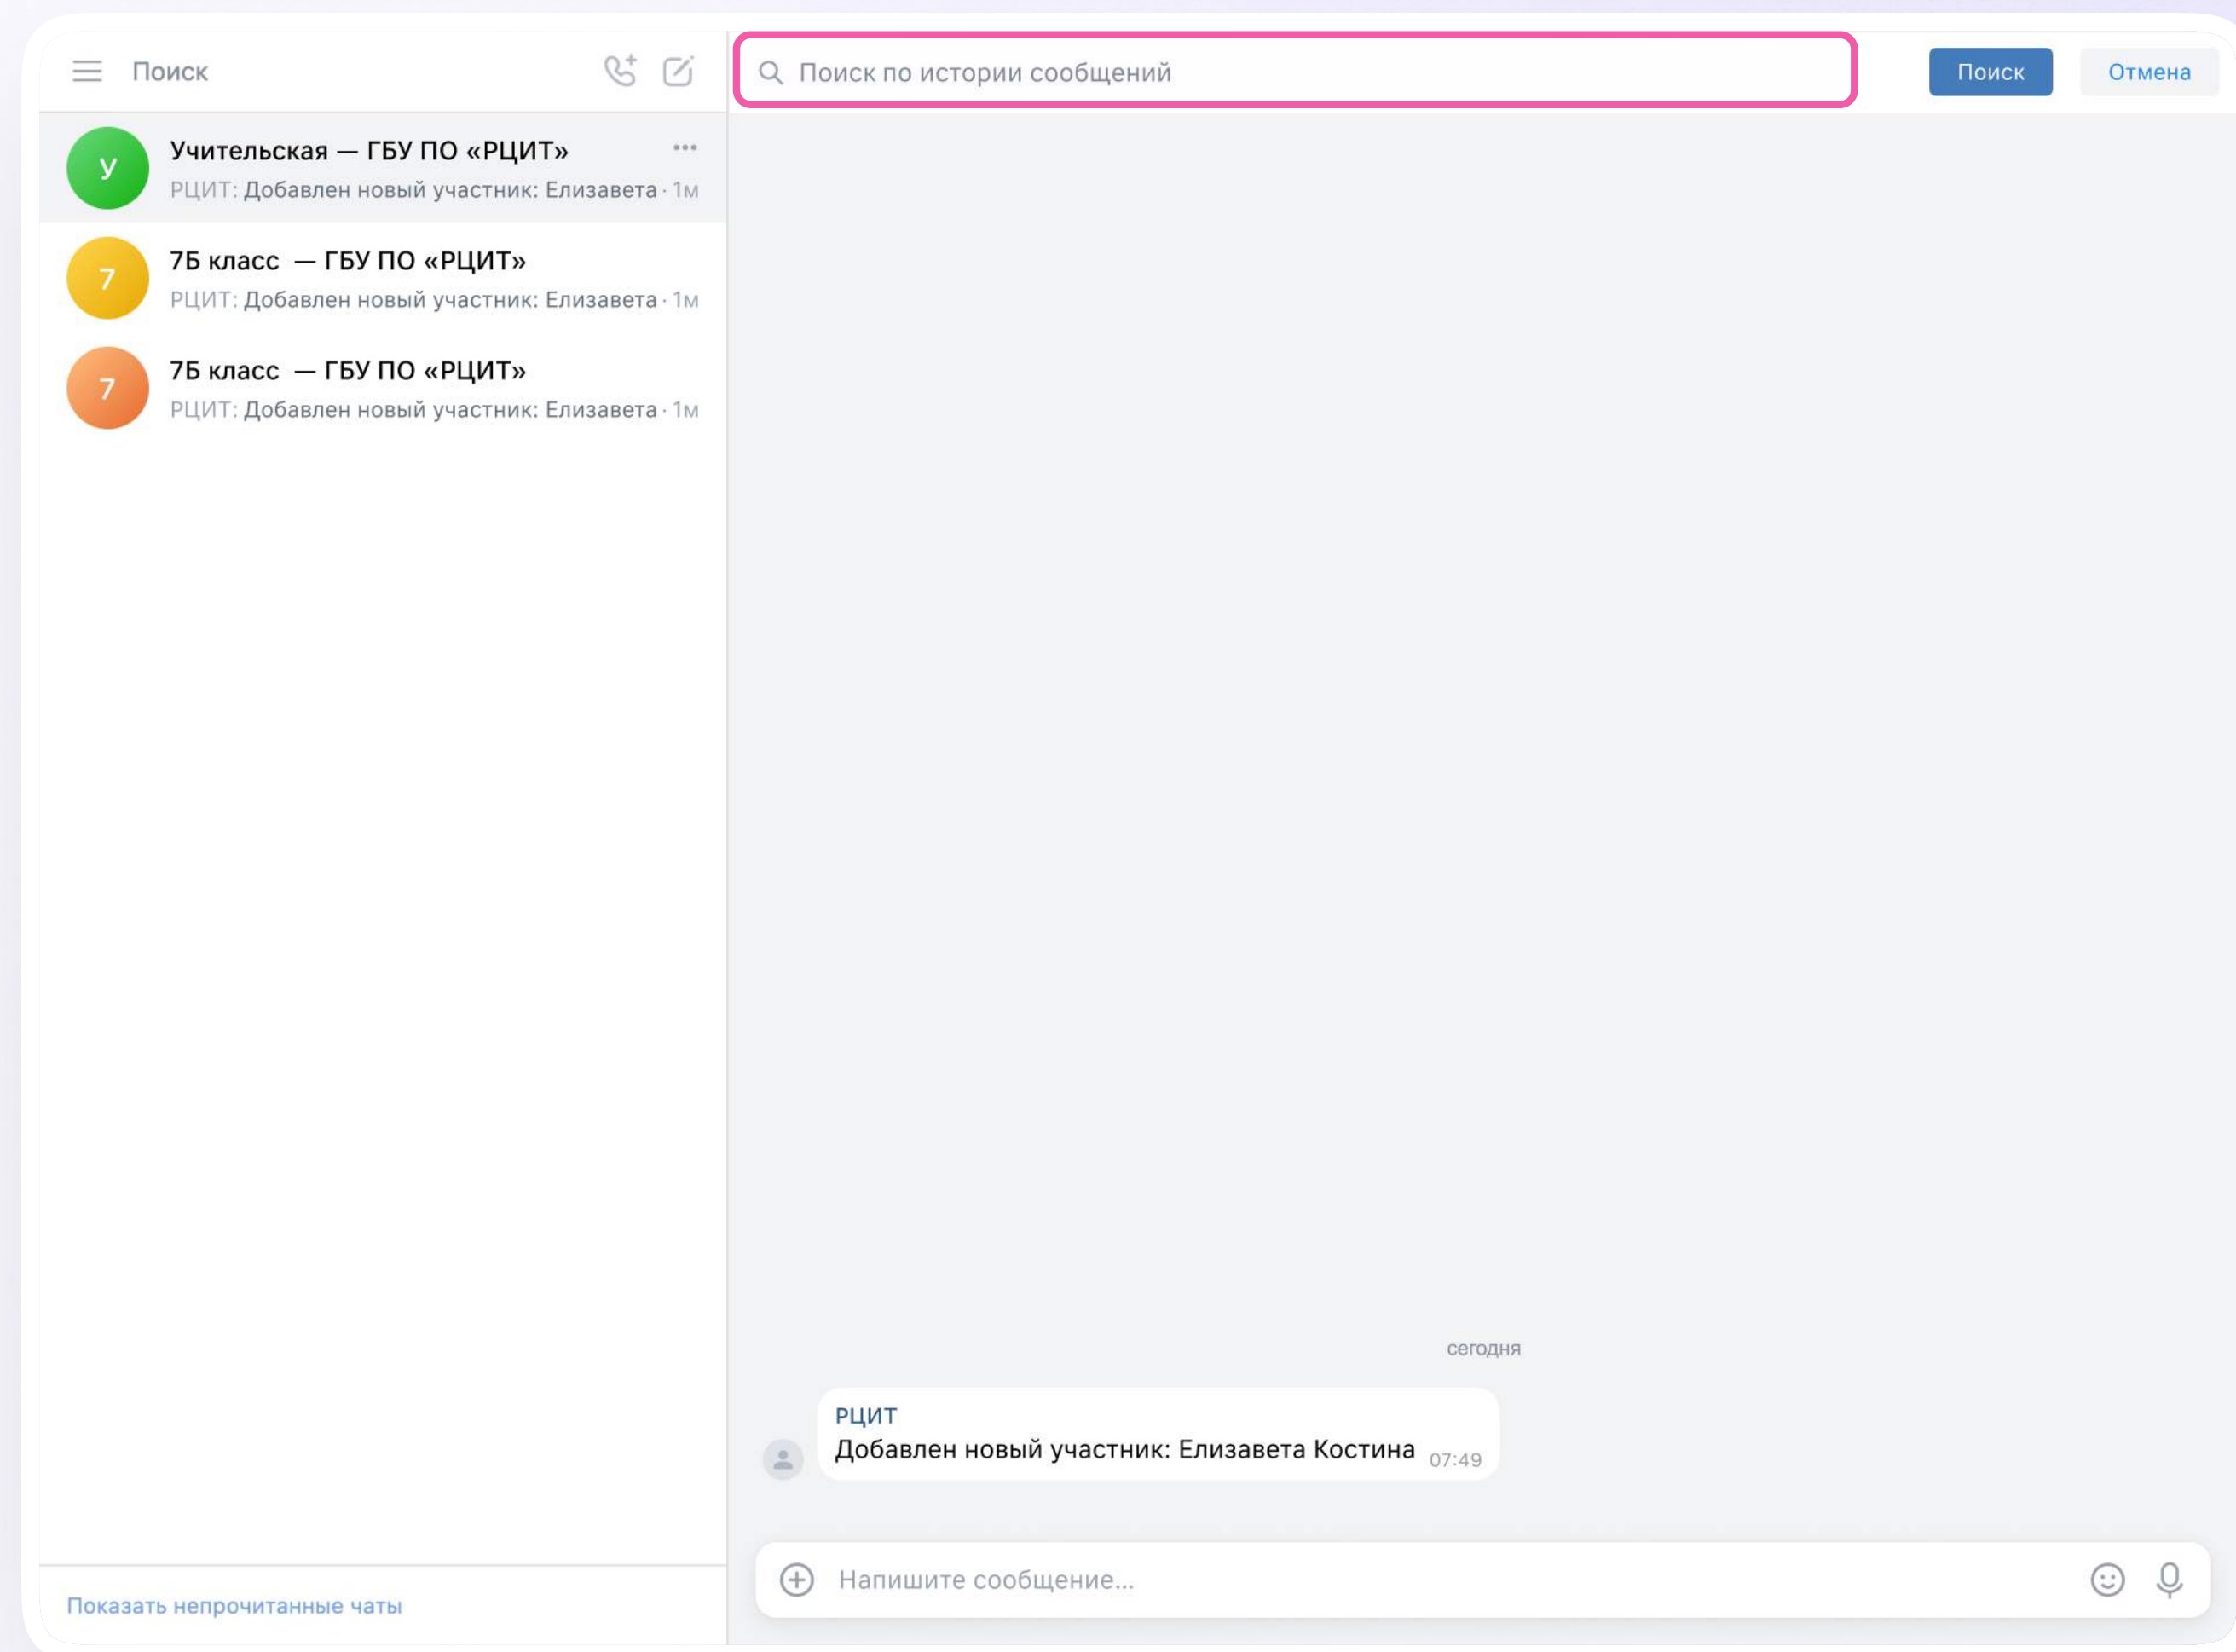 Поиск
У
Учительская — ГБУ ПО «РЦИТ»
РЦИТ: Добавлен новый участник: Елизавета · 1м
7
7Б класс — ГБУ ПО «РЦИТ»
РЦИТ: Добавлен новый участник: Елизавета · 1м
7
7Б класс — ГБУ ПО «РЦИТ»
РЦИТ: Добавлен новый участник: Елизавета · 1м
Показать непрочитанные чаты
Поиск по истории сообщений
Поиск
Отмена
сегодня
РЦИТ
Добавлен новый участник: Елизавета Костина 07:49
Напишите сообщение...